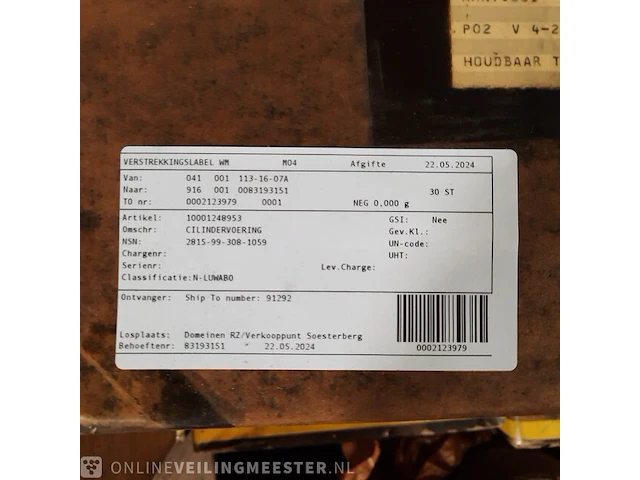 PO2 V 4-2
HOUDBAAR T
VERSTREKKINGSLABEL WM MO4 Afgifte 22.05.2024
Van: 041 001 113-16-07A
Naar: 916 001 0083193151 30 ST
TO nr: 0002123979 0001 NEG 0,000 g
Artikel: 10001248953 GSI: Nee
Omschr: CILINDERVOERING Gev.Kl.:
NSN: 2815-99-308-1059 UN-code:
Chargenr: UHT:
Serienr: Lev.Charge:
Classificatie:N-LUWABO
Ontvanger: Ship To number: 91292
Losplaats: Domeinen RZ/Verkooppunt Soesterberg
Behoeftenr: 83193151 " 22.05.2024
0002123979
ONLINEVEILINGMEESTER.NL